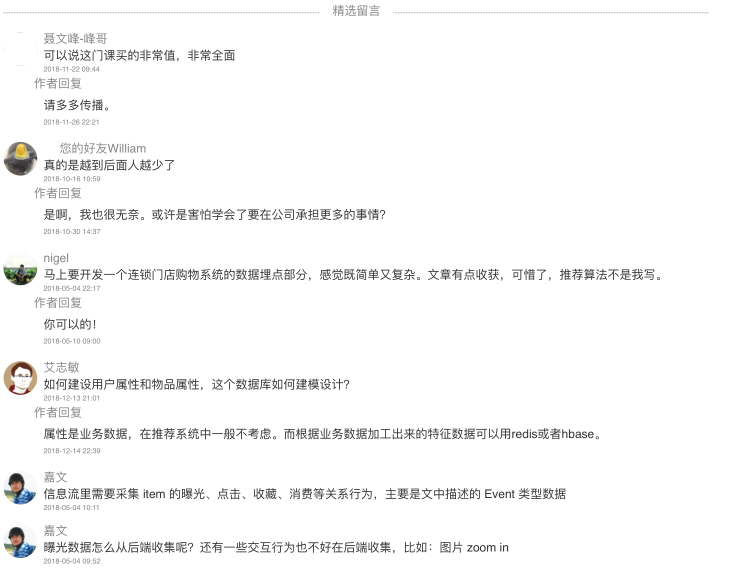 精选留言
聂文峰-峰哥
可以说这门课买的非常值，非常全面
2018-11-22 09:44
作者回复
请多多传播。
2018-11-26 22:21
您的好友William
真的是越到后面人越少了
2018-10-16 10:59
作者回复
是啊，我也很无奈。或许是害怕学会了要在公司承担更多的事情？
2018-10-30 14:37
nigel
马上要开发一个连锁门店购物系统的数据埋点部分，感觉既简单又复杂。文章有点收获，可惜了，推荐算法不是我写。
2018-05-04 22:17
作者回复
你可以的！
2018-05-10 09:00
艾志敏
如何建设用户属性和物品属性，这个数据库如何建模设计？
2018-12-13 21:01
作者回复
属性是业务数据，在推荐系统中一般不考虑。而根据业务数据加工出来的特征数据可以用redis或者hbase。
2018-12-14 22:39
嘉文
信息流里需要采集 item 的曝光、点击、收藏、消费等关系行为，主要是文中描述的 Event 类型数据
2018-05-04 10:11
嘉文
曝光数据怎么从后端收集呢？还有一些交互行为也不好在后端收集，比如：图片 zoom in
2018-05-04 09:52